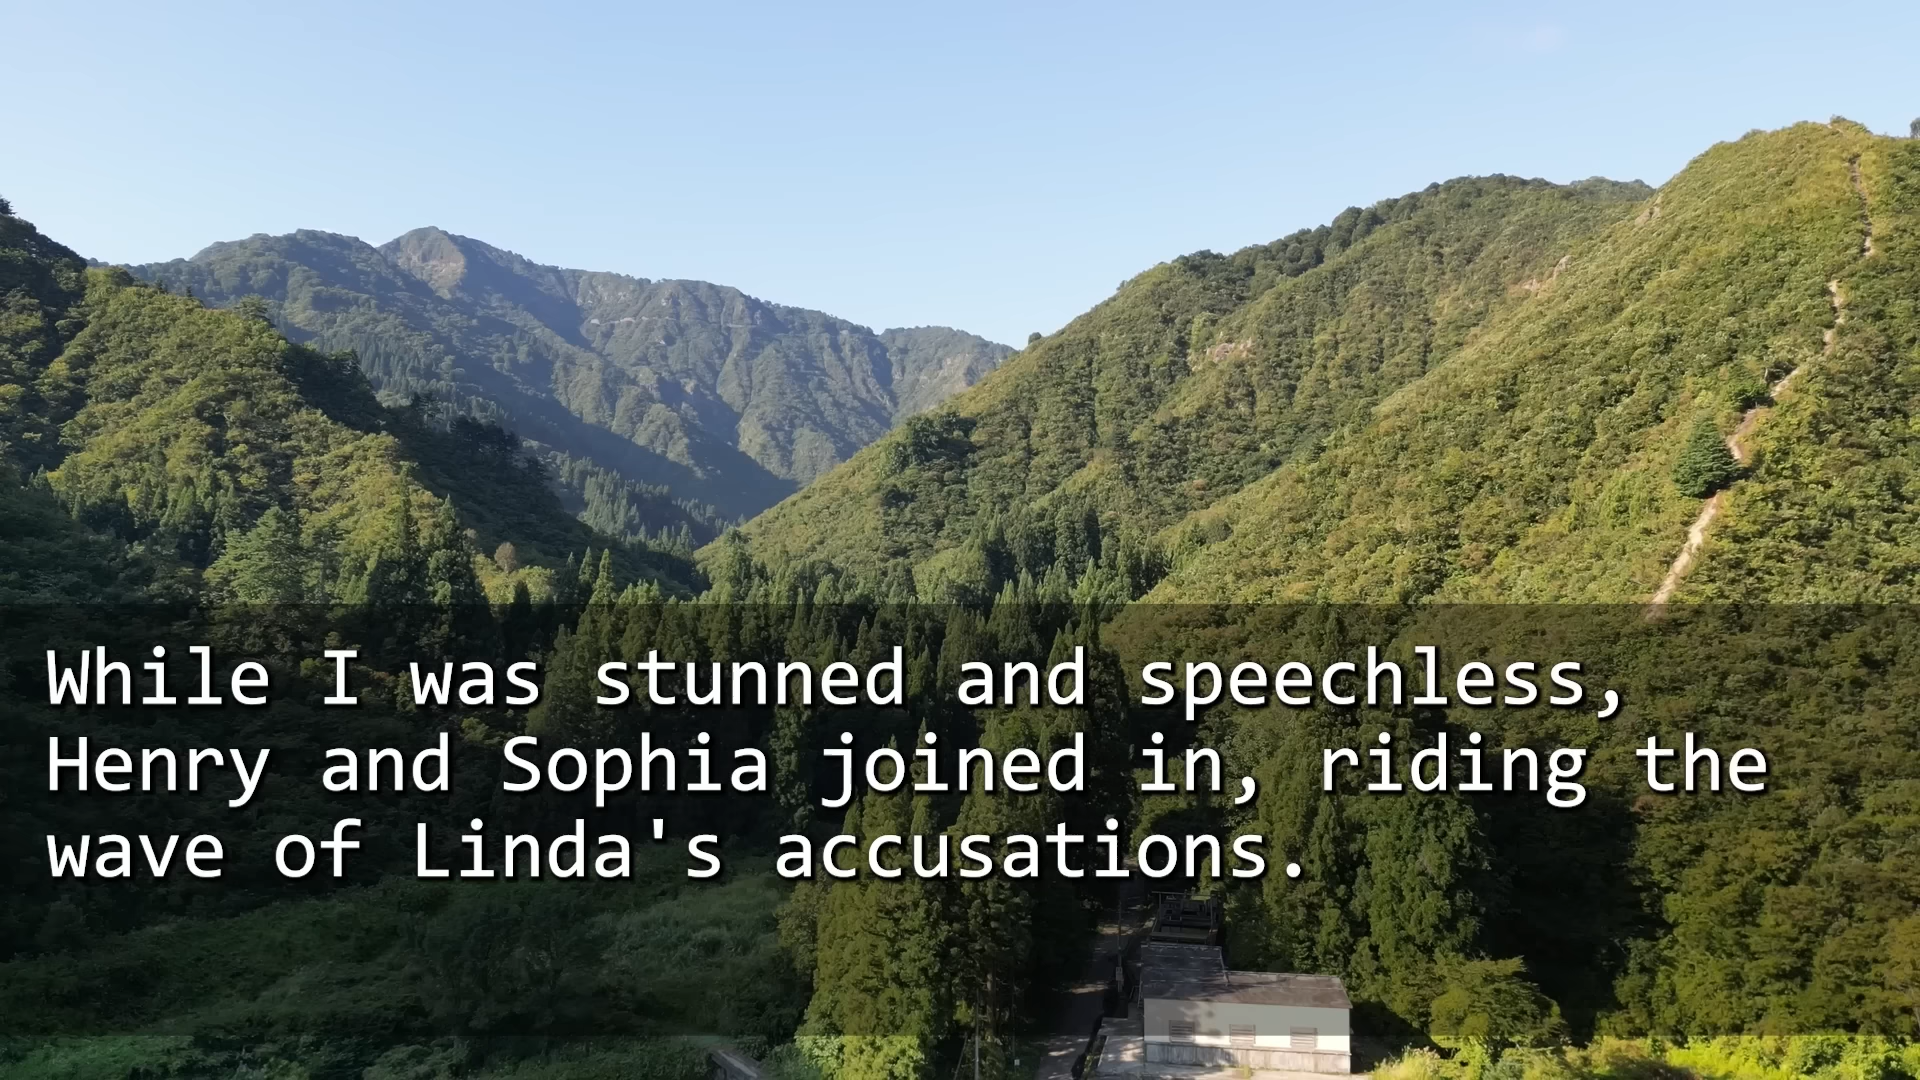 While I was stunned and speechless,
Henry and Sophia joined in, riding the
wave of Linda's accusations.